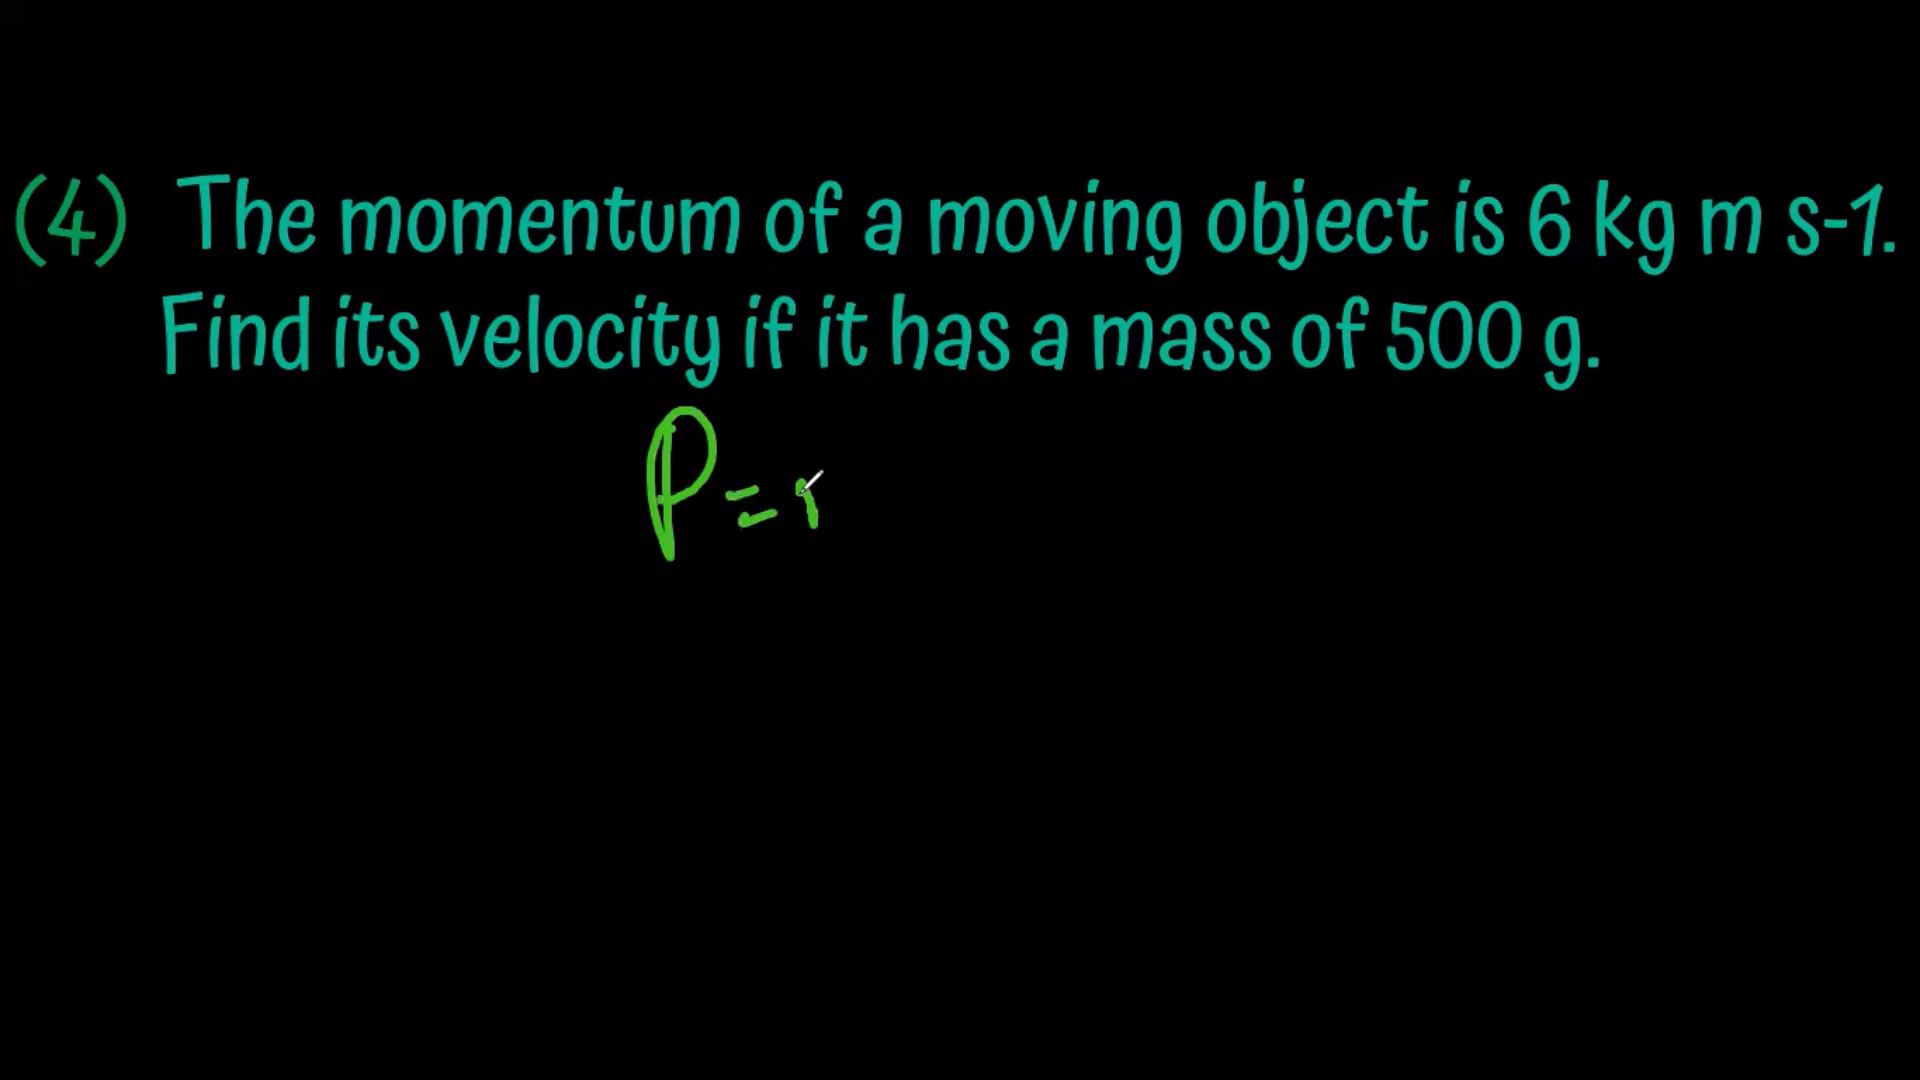 (4) The momentum of a moving object is 6 kg m s-1.
Find its velocity if it has a mass of 500 g.
P =